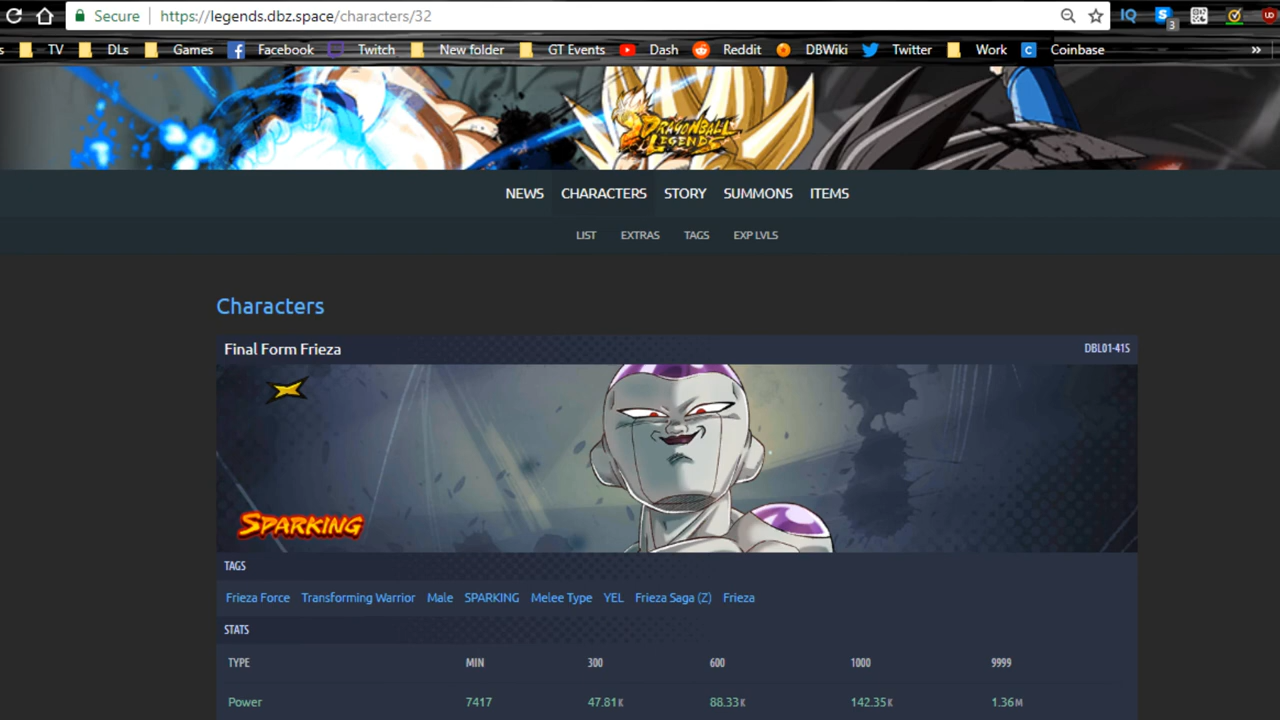 Secure https://legends.dbz.space/characters/32 IQ S 3 UD
s TV DLs Games Facebook Twitch New folder GT Events Dash Reddit DBWiki Twitter Work C Coinbase »
DRAGONBALL
LEGENDS
NEWS CHARACTERS STORY SUMMONS ITEMS
LIST EXTRAS TAGS EXP LVLS
Characters
Final Form Frieza DBL01-41S
SPARKING
TAGS
Frieza Force Transforming Warrior Male SPARKING Melee Type YEL Frieza Saga (Z) Frieza
STATS
TYPE MIN 300 600 1000 9999
Power 7417 47.81K 88.33K 142.35K 1.36M